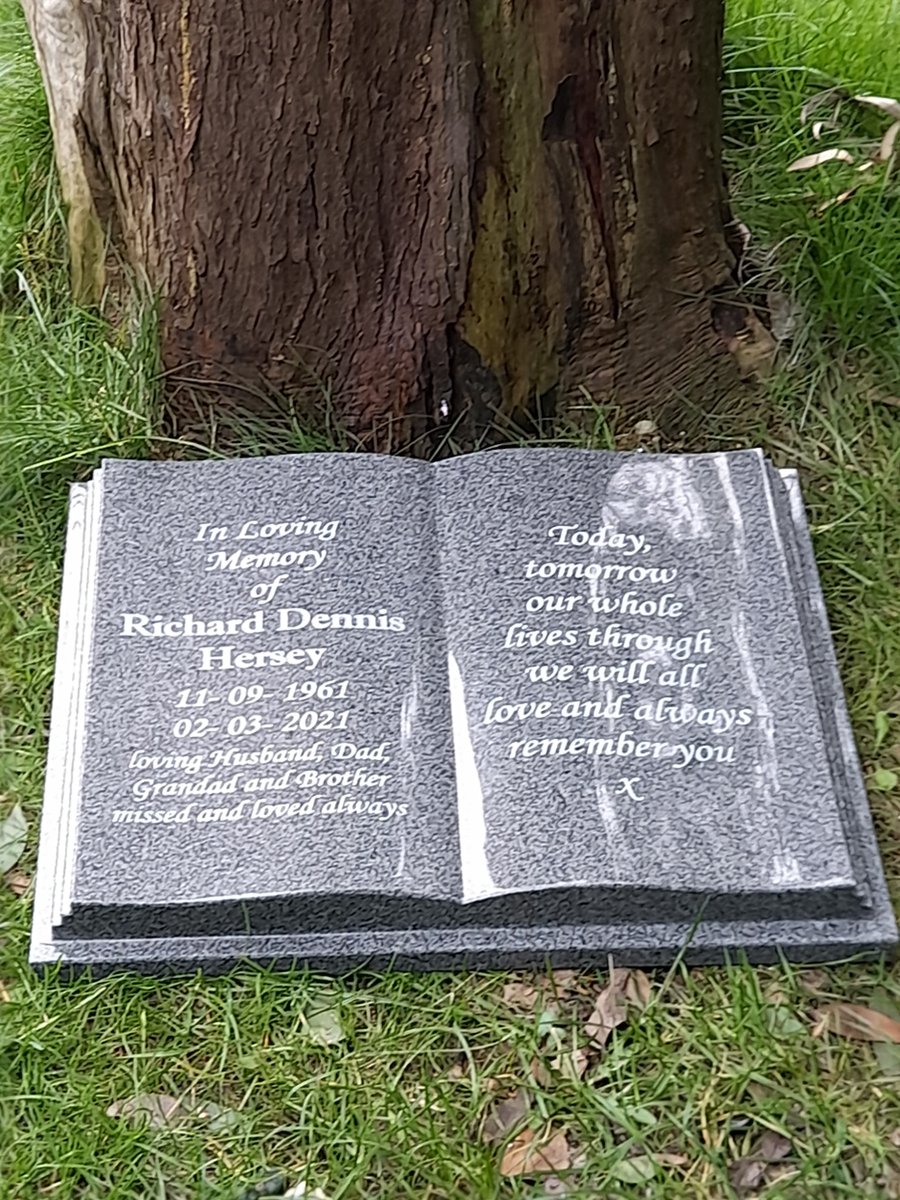 In Loving
Memory
of
Richard Dennis
Hersey
11- 09- 1961
02- 03- 2021
loving Husband, Dad,
Grandad and Brother
missed and loved always
Today,
tomorrow
our whole
lives through
we will all
love and always
remember you
x